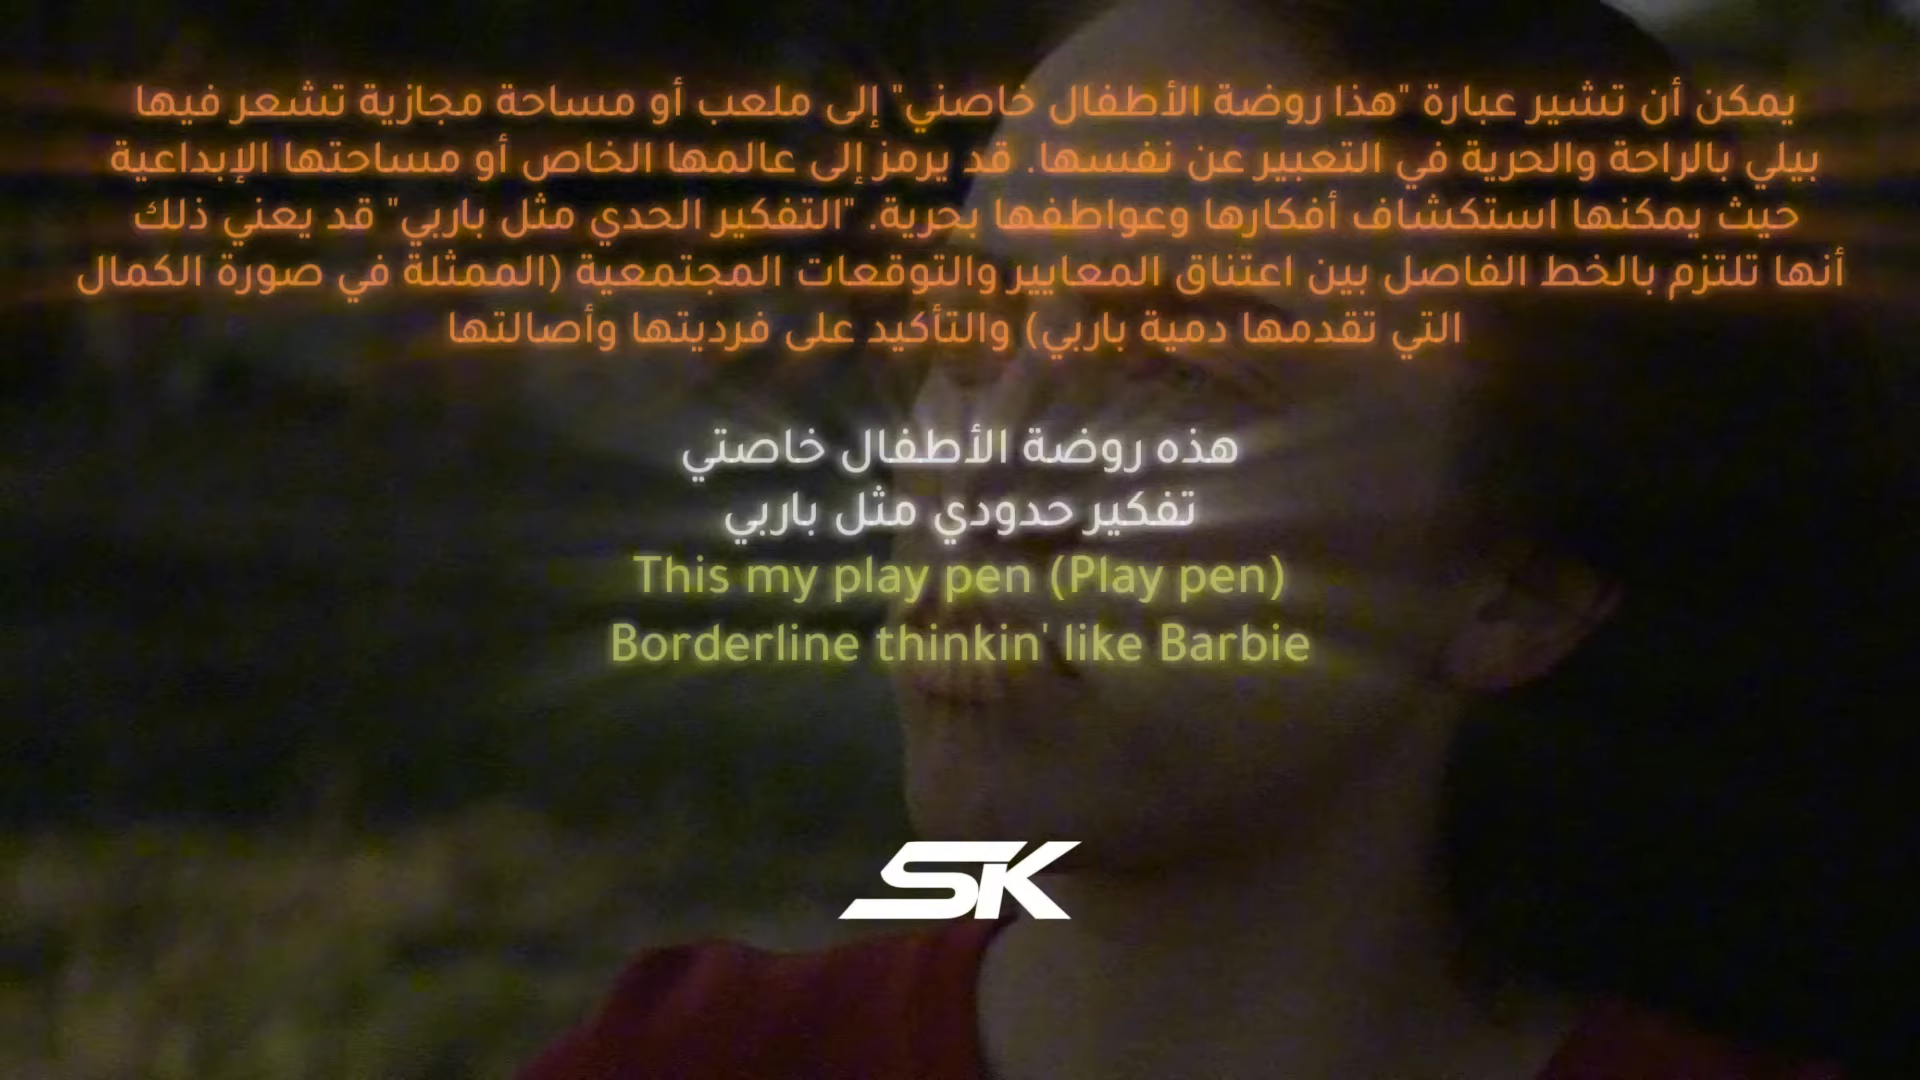 يمكن أن تشير عبارة "هذا روضة الأطفال خاصني" إلى ملعب أو مساحة مجازية تشعر فيها
بيلي بالراحة والحرية في التعبير عن نفسها. قد يرمز إلى عالمها الخاص أو مساحتها الإبداعية
حيث يمكنها استكشاف أفكارها وعواطفها بحرية. "التفكير الحدي مثل باربي" قد يعني ذلك
أنها تلتزم بالخط الفاصل بين اعتناق المعايير والتوقعات المجتمعية (الممثلة في صورة الكمال
التي تقدمها دمية باربي) والتأكيد على فرديتها وأصالتها
هذه روضة الأطفال خاصتي
تفكير حدودي مثل باربي
This my play pen (Play pen)
Borderline thinkin' like Barbie
SK